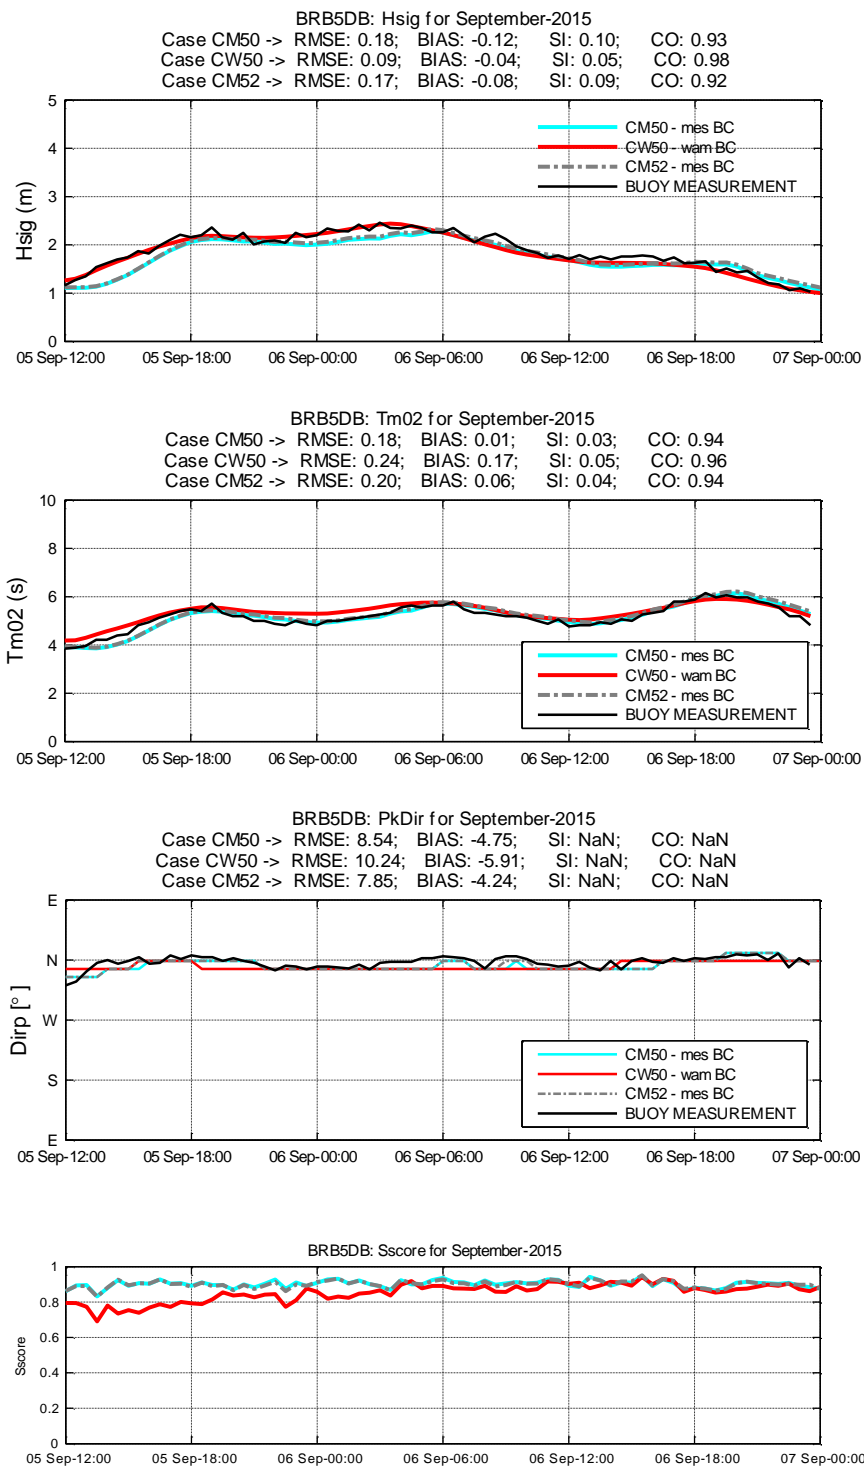 BRB5DB: Hsig for September-2015
Case CM50 -> RMSE: 0.18; BIAS: -0.12; SI: 0.10; CO: 0.93
Case CW50 -> RMSE: 0.09; BIAS: -0.04; SI: 0.05; CO: 0.98
Case CM52 -> RMSE: 0.17; BIAS: -0.08; SI: 0.09; CO: 0.92
5
4
3
2
1
0
Hsig (m)
CM50 - mes BC
CW50 - wam BC
CM52 - mes BC
BUOY MEASUREMENT
05 Sep-12:00 05 Sep-18:00 06 Sep-00:00 06 Sep-06:00 06 Sep-12:00 06 Sep-18:00 07 Sep-00:00
BRB5DB: Tm02 for September-2015
Case CM50 -> RMSE: 0.18; BIAS: 0.01; SI: 0.03; CO: 0.94
Case CW50 -> RMSE: 0.24; BIAS: 0.17; SI: 0.05; CO: 0.96
Case CM52 -> RMSE: 0.20; BIAS: 0.06; SI: 0.04; CO: 0.94
10
8
6
4
2
0
Tm02 (s)
CM50 - mes BC
CW50 - wam BC
CM52 - mes BC
BUOY MEASUREMENT
05 Sep-12:00 05 Sep-18:00 06 Sep-00:00 06 Sep-06:00 06 Sep-12:00 06 Sep-18:00 07 Sep-00:00
BRB5DB: PkDir for September-2015
Case CM50 -> RMSE: 8.54; BIAS: -4.75; SI: NaN; CO: NaN
Case CW50 -> RMSE: 10.24; BIAS: -5.91; SI: NaN; CO: NaN
Case CM52 -> RMSE: 7.85; BIAS: -4.24; SI: NaN; CO: NaN
E
N
W
S
E
Dirp [° ]
CM50 - mes BC
CW50 - wam BC
CM52 - mes BC
BUOY MEASUREMENT
05 Sep-12:00 05 Sep-18:00 06 Sep-00:00 06 Sep-06:00 06 Sep-12:00 06 Sep-18:00 07 Sep-00:00
BRB5DB: Sscore for September-2015
1
0.8
0.6
0.4
0.2
0
Sscore
05 Sep-12:00 05 Sep-18:00 06 Sep-00:00 06 Sep-06:00 06 Sep-12:00 06 Sep-18:00 07 Sep-00:00